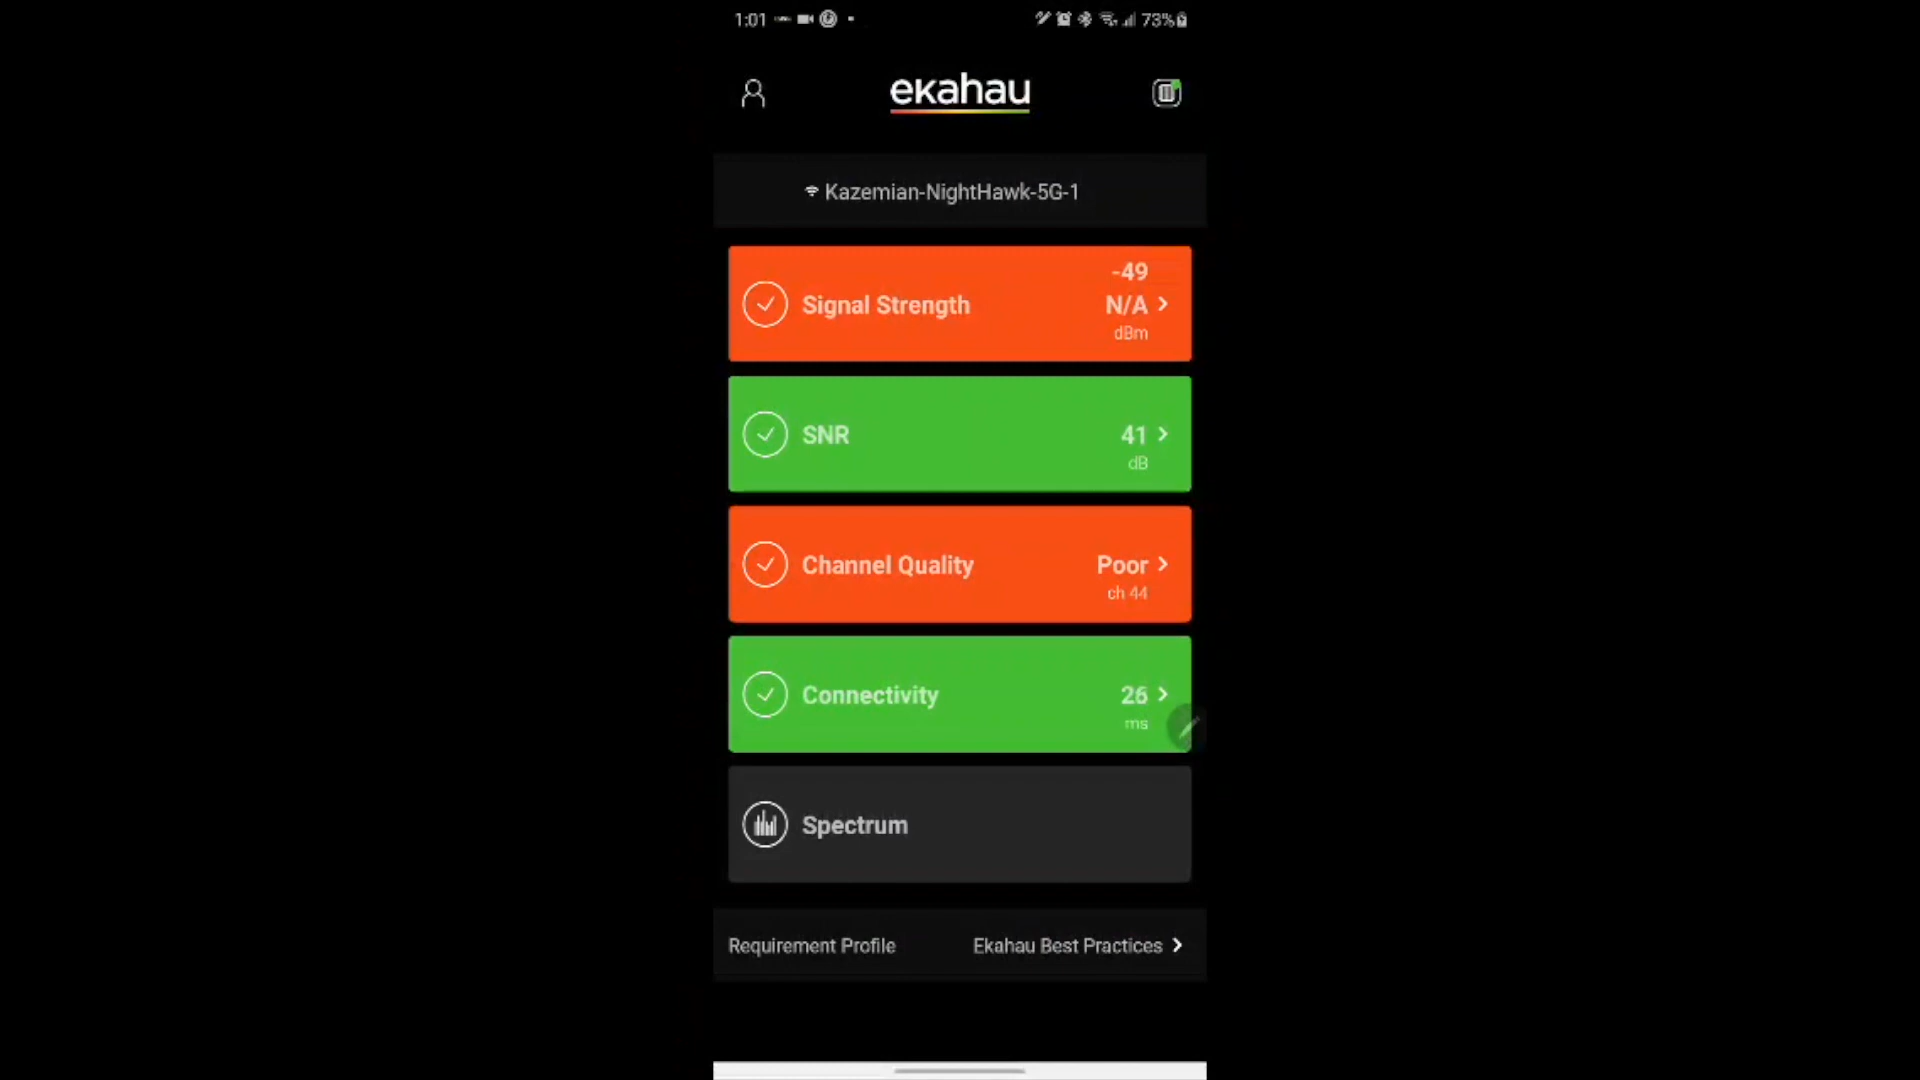 1:01 73%
ekahau
Kazemian-NightHawk-5G-1
-49
Signal Strength N/A
dBm
SNR 41
dB
Channel Quality Poor
ch 44
Connectivity 26
ms
Spectrum
Requirement Profile Ekahau Best Practices